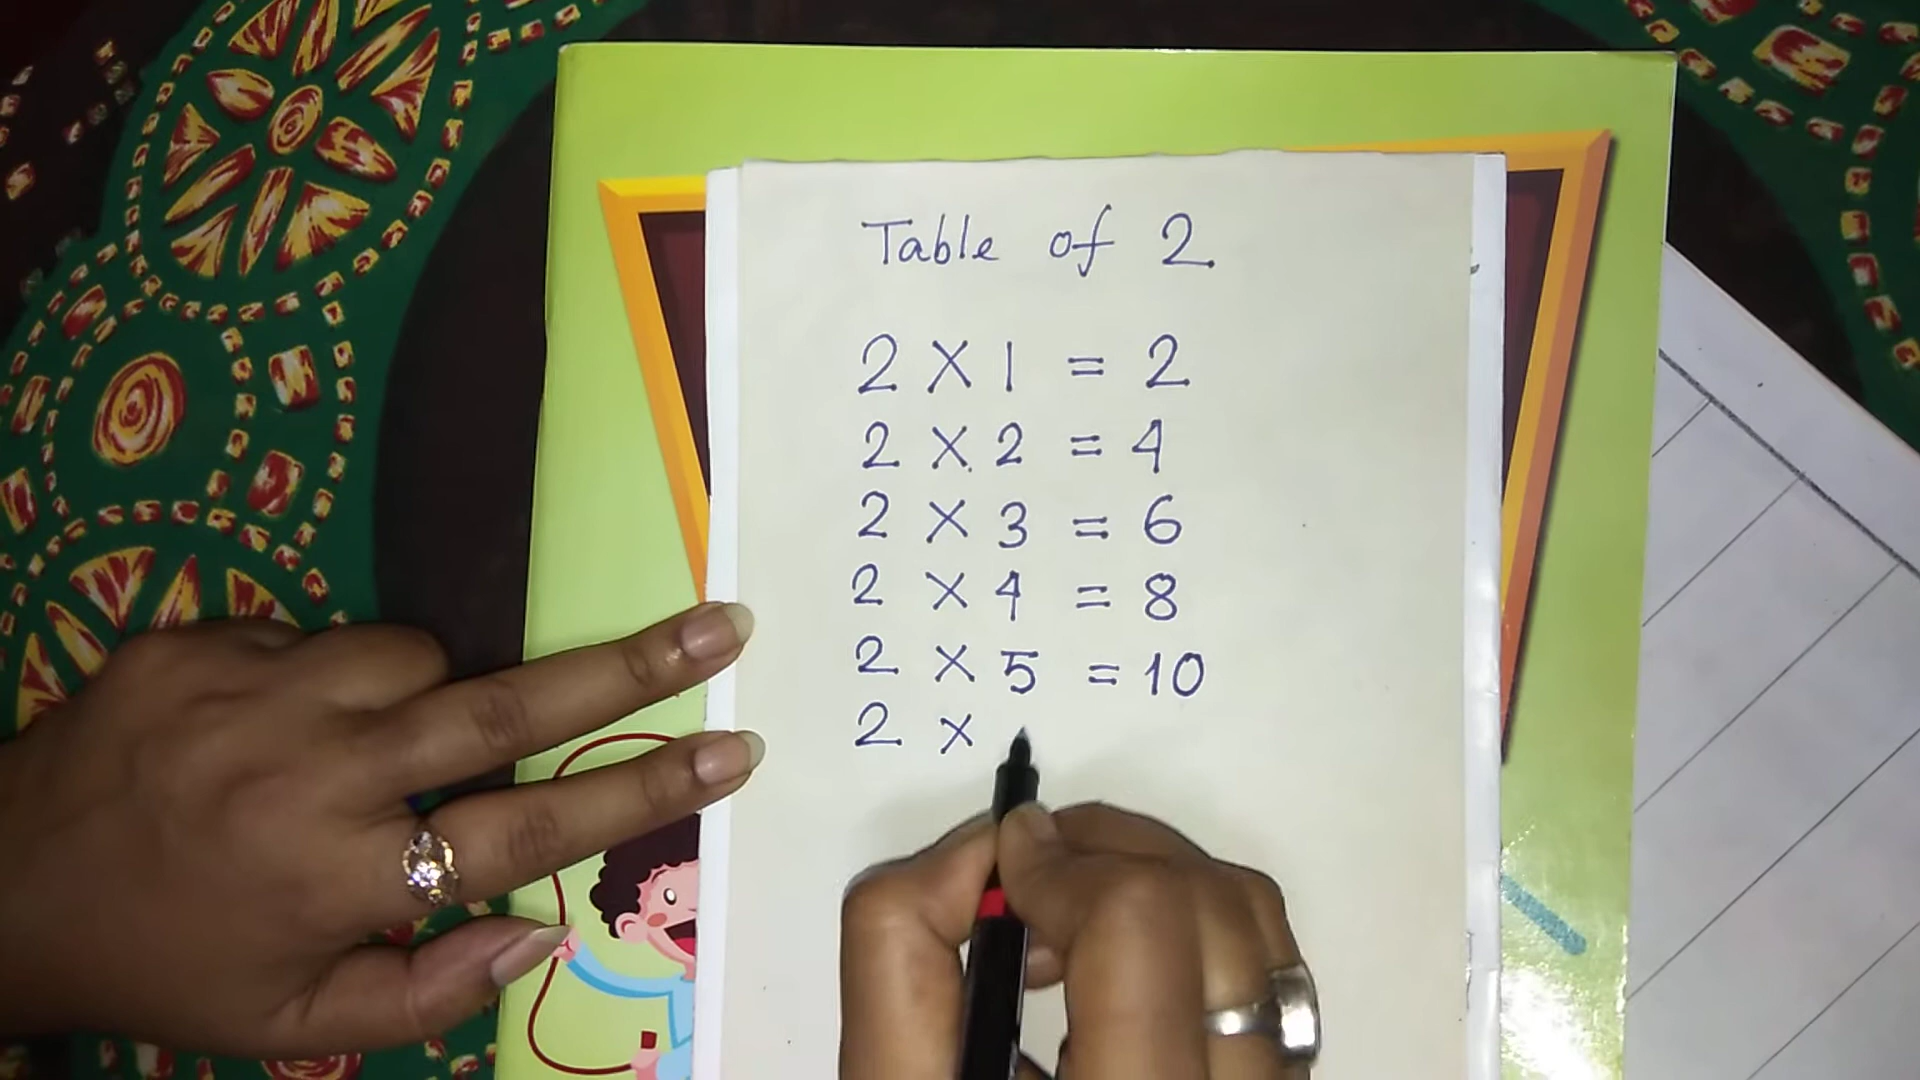 Table of 2
2 X 1 = 2
2 X 2 = 4
2 X 3 = 6
2 X 4 = 8
2 X 5 = 10
2 X